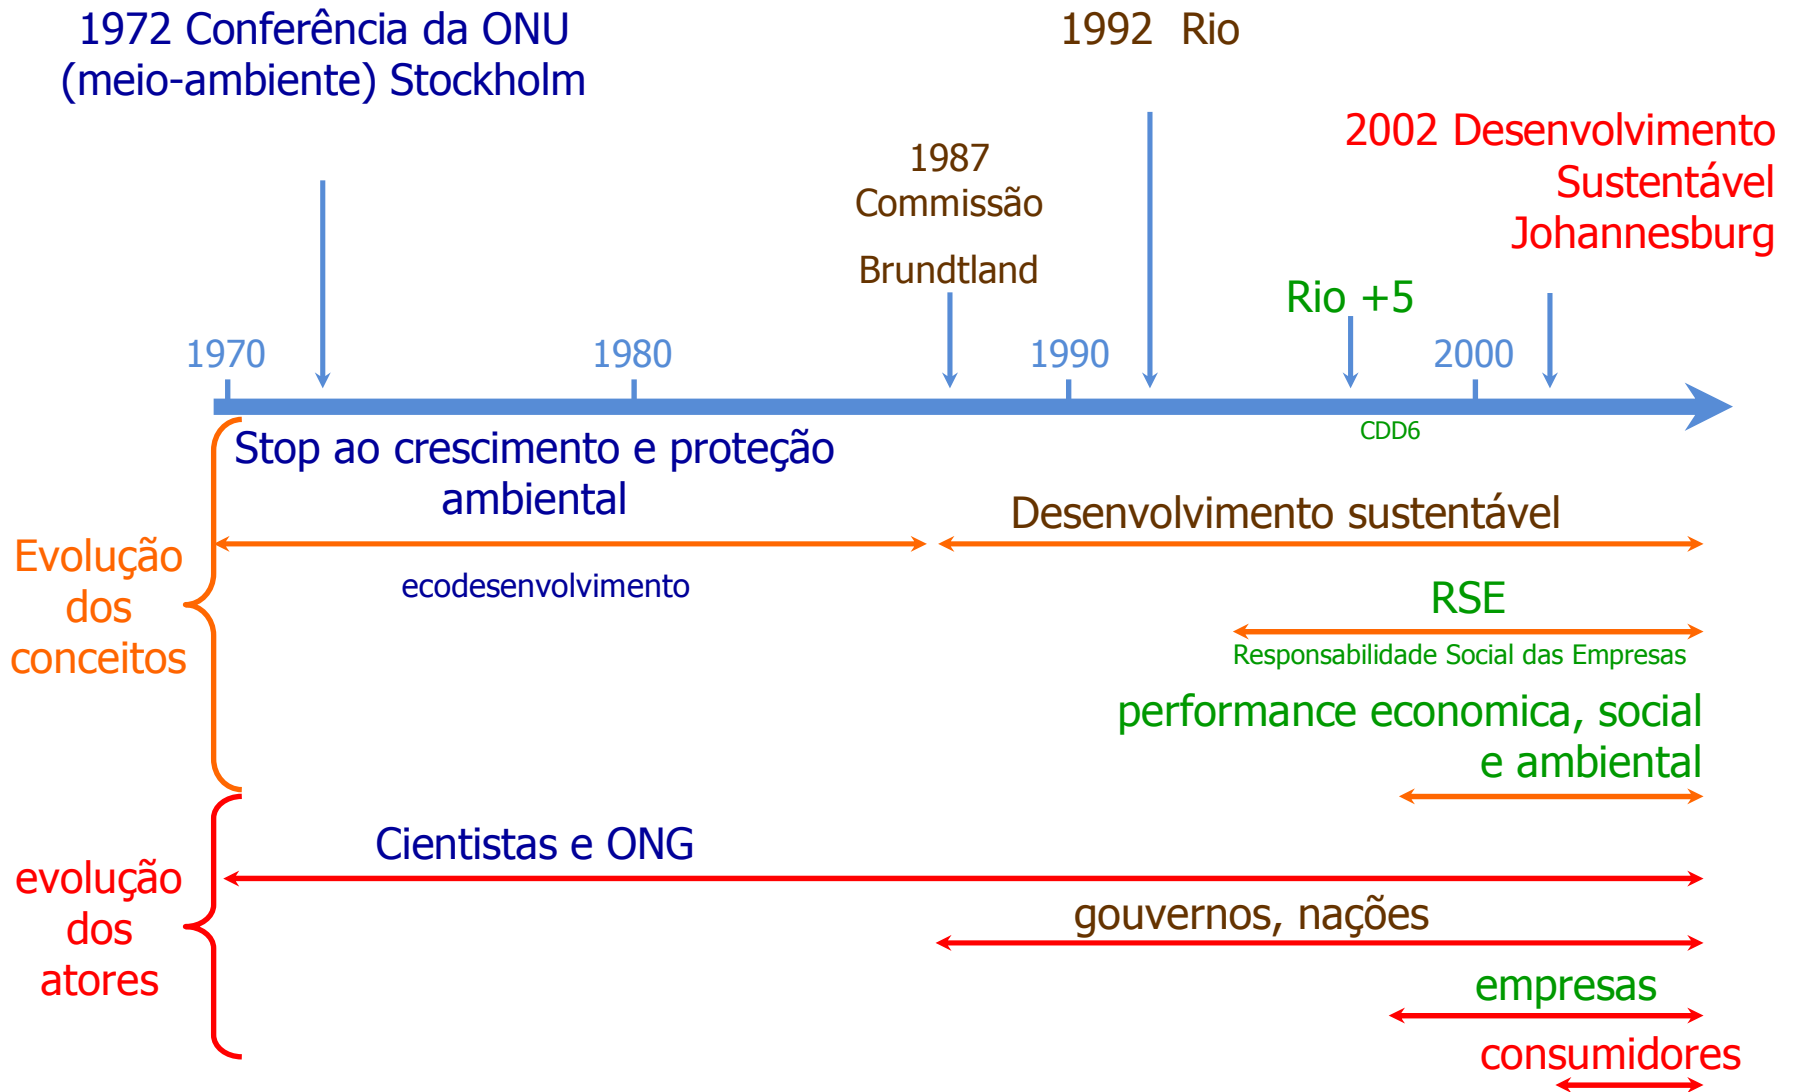 1972 Conferência da ONU
(meio-ambiente) Stockholm
1992 Rio
2002 Desenvolvimento
Sustentável
Johannesburg
1987
Commissão
Brundtland
Rio +5
1970
1980
1990
2000
CDD6
Stop ao crescimento e proteção
ambiental
Desenvolvimento sustentável
Evolução
dos
conceitos
ecodesenvolvimento
RSE
Responsabilidade Social das Empresas
performance economica, social
e ambiental
Cientistas e ONG
evolução
dos
atores
gouvernos, nações
empresas
consumidores